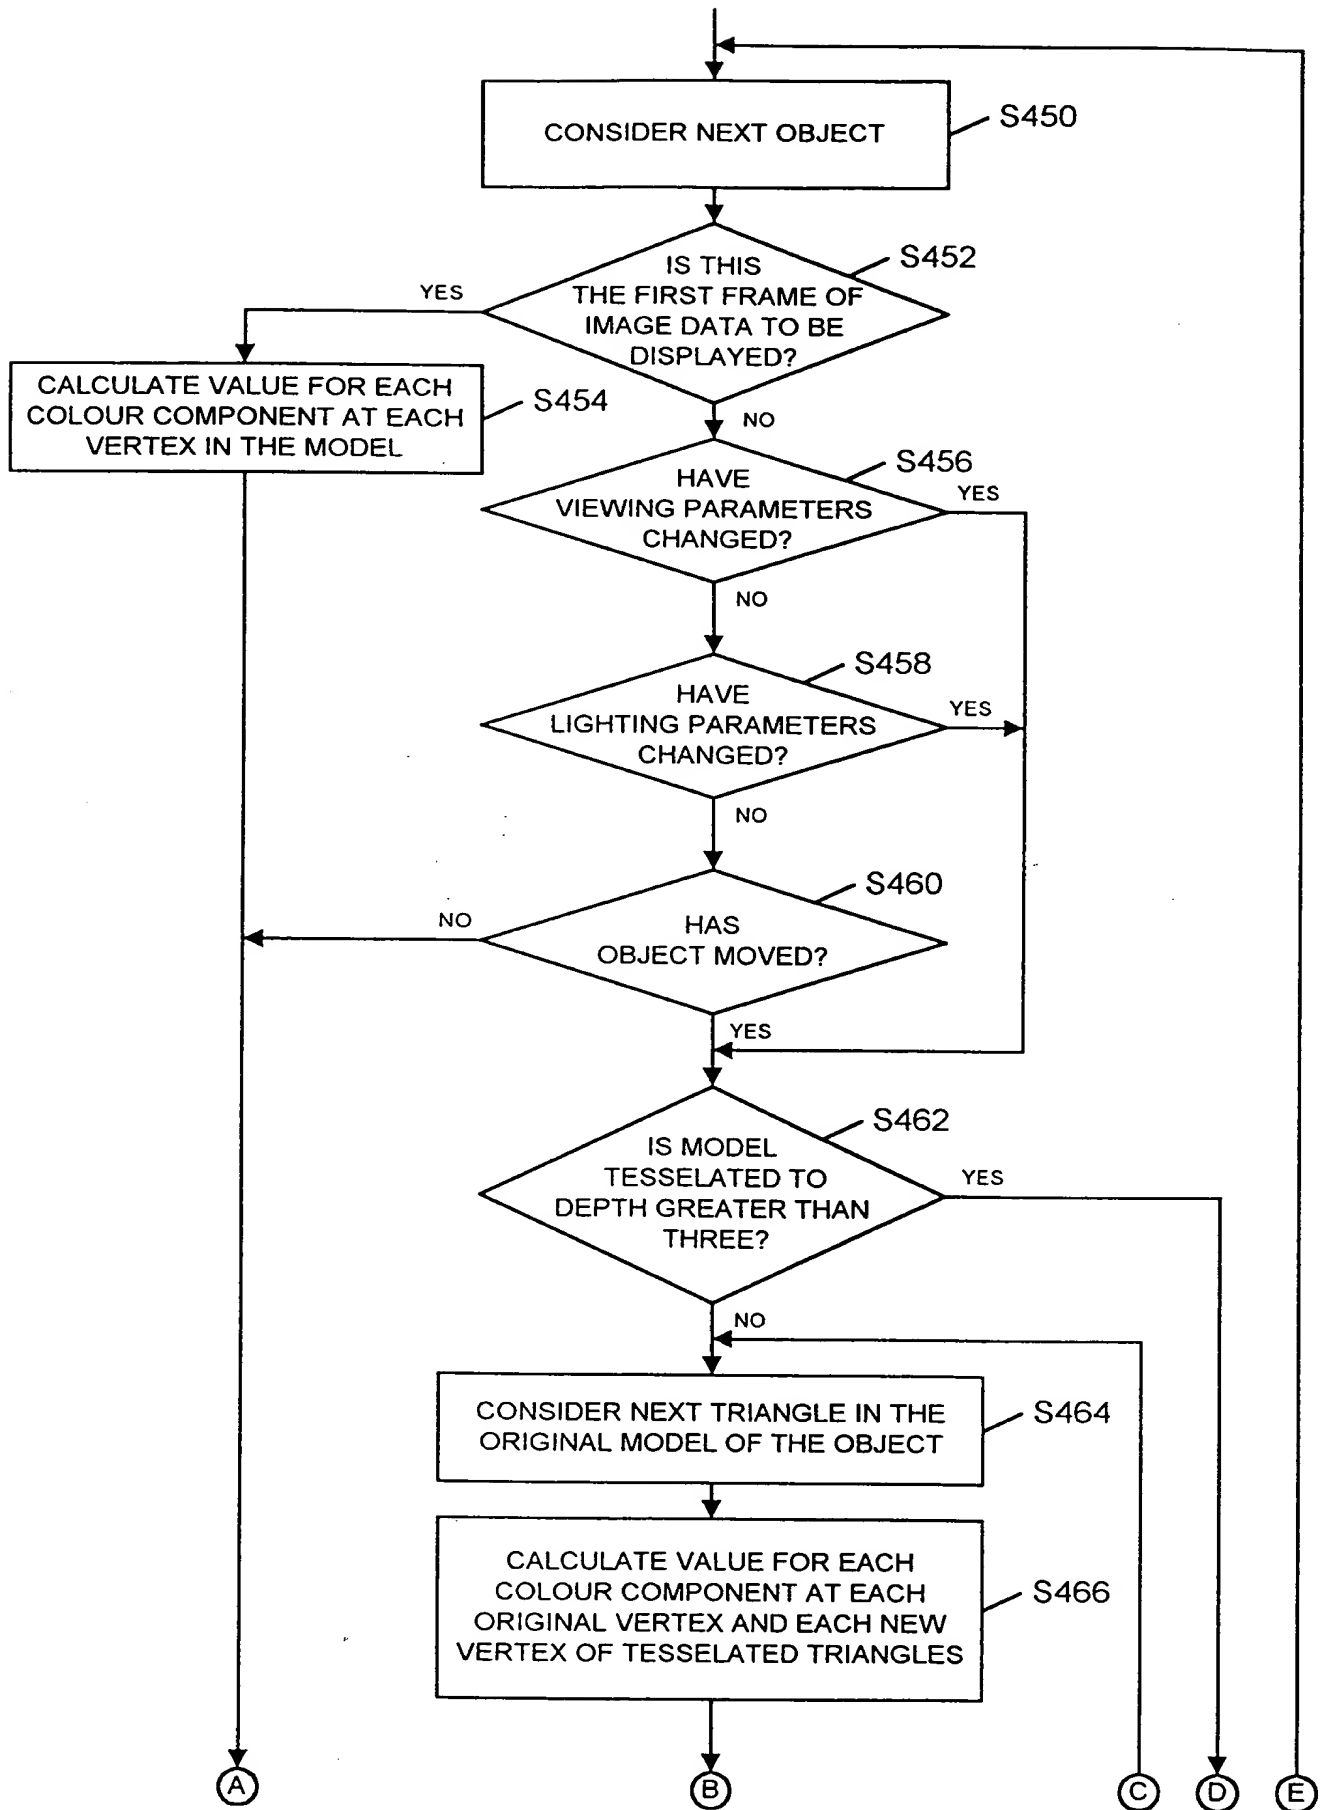 CONSIDER NEXT OBJECT
S450
IS THIS
THE FIRST FRAME OF
IMAGE DATA TO BE
DISPLAYED?
S452
YES
NO
CALCULATE VALUE FOR EACH
COLOUR COMPONENT AT EACH
VERTEX IN THE MODEL
S454
HAVE
VIEWING PARAMETERS
CHANGED?
S456
YES
NO
HAVE
LIGHTING PARAMETERS
CHANGED?
S458
YES
NO
HAS
OBJECT MOVED?
S460
NO
YES
IS MODEL
TESSELATED TO
DEPTH GREATER THAN
THREE?
S462
YES
NO
CONSIDER NEXT TRIANGLE IN THE
ORIGINAL MODEL OF THE OBJECT
S464
CALCULATE VALUE FOR EACH
COLOUR COMPONENT AT EACH
ORIGINAL VERTEX AND EACH NEW
VERTEX OF TESSELATED TRIANGLES
S466
A
B
C
D
E